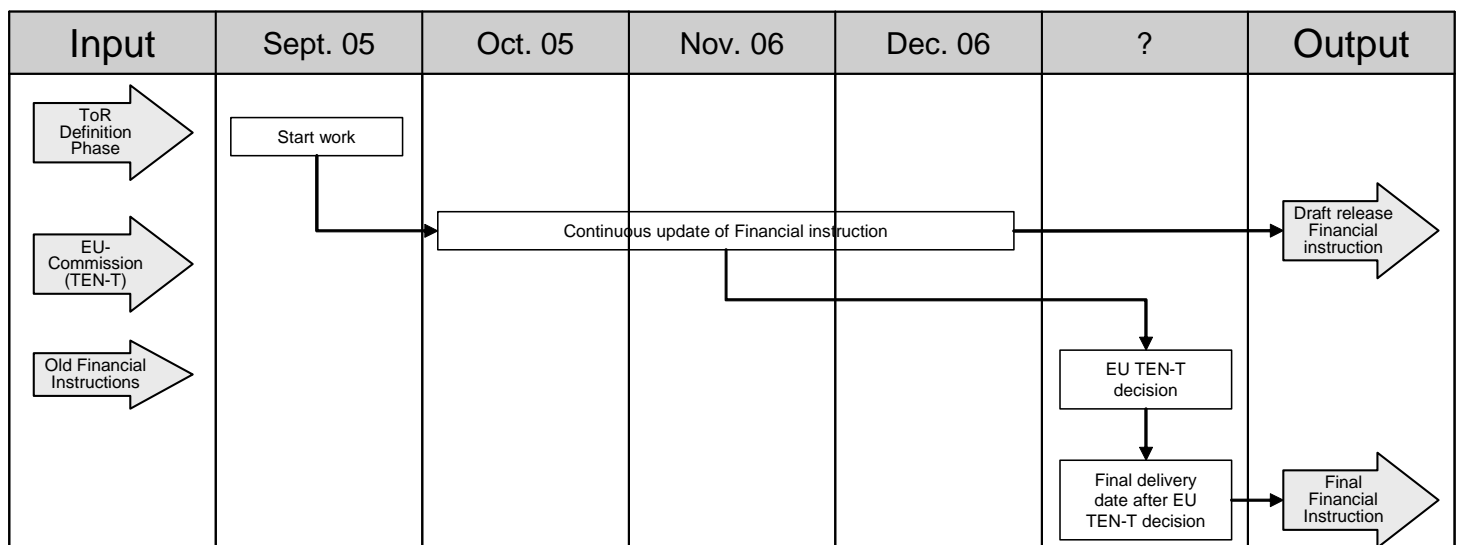 Input
Sept. 05
Oct. 05
Nov. 06
Dec. 06
?
Output
ToR
Definition
Phase
Start work
EU-
Commission
(TEN-T)
Continuous update of Financial instruction
Draft release
Financial
instruction
Old Financial
Instructions
EU TEN-T
decision
Final delivery
date after EU
TEN-T decision
Final
Financial
Instruction